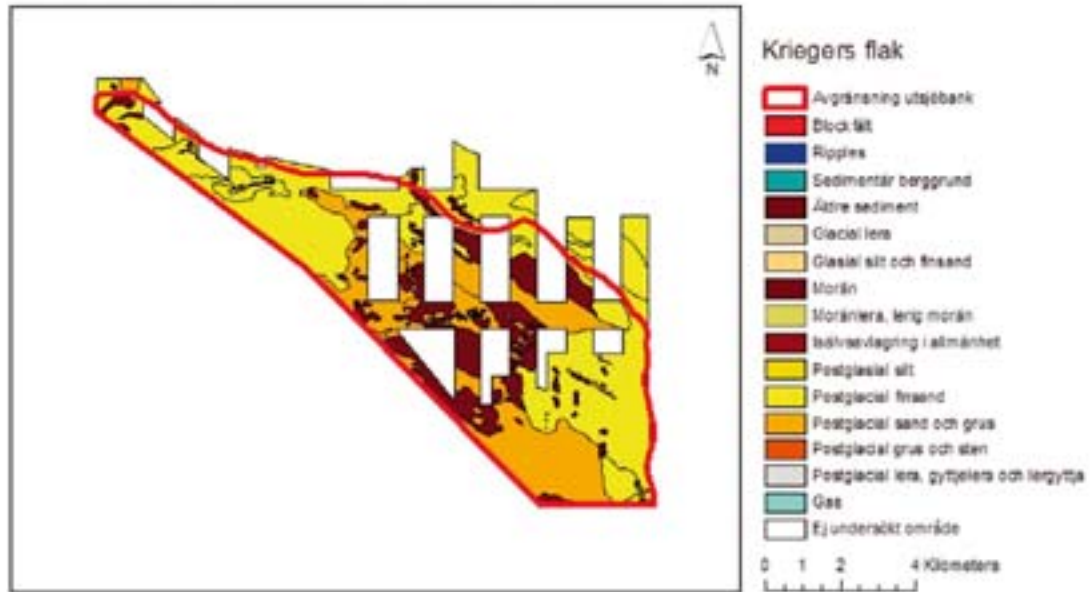 N
Kriegers flak
Avgränsning utsjöbank
Block fält
Ripples
Sedimentär berggrund
Äldre sediment
Glacial lera
Glasial silt och finsand
Morän
Moränlera, lerig morän
Isälvsavlagring i allmänhet
Postglasial silt
Postglacial finsand
Postglacial sand och grus
Postglacial grus och sten
Postglacial lera, gyttjelera och lergyttja
Gas
Ej undersökt område
0 1 2 4 Kilometers